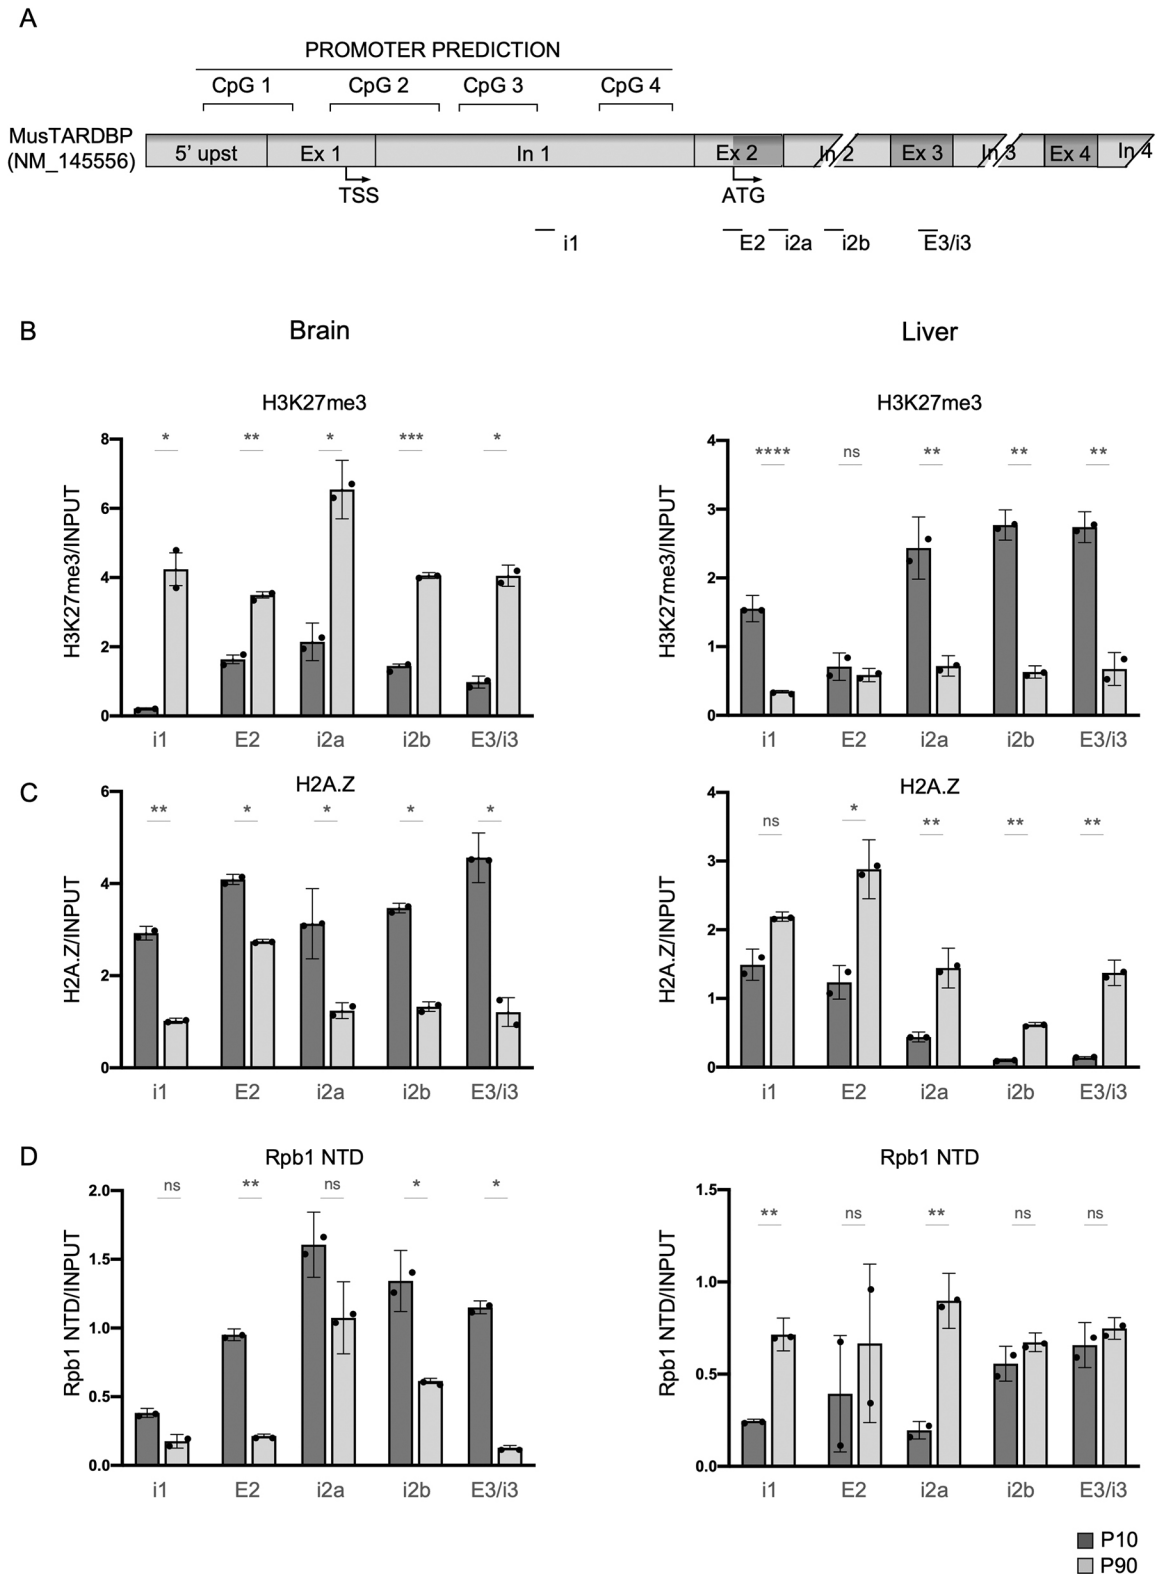 A
PROMOTER PREDICTION
CpG 1 CpG 2 CpG 3 CpG 4
MusTARDBP
(NM_145556)
5' upst Ex 1 In 1 Ex 2 In 2 Ex 3 In 3 Ex 4 In 4
TSS ATG
i1 E2 i2a i2b E3/i3
B Brain Liver
H3K27me3
H3K27me3/INPUT
* ** * *** *
8
6
4
2
0
i1 E2 i2a i2b E3/i3
H3K27me3
H3K27me3/INPUT
**** ns ** ** **
4
3
2
1
0
i1 E2 i2a i2b E3/i3
C
H2A.Z
H2A.Z/INPUT
** * * * *
6
4
2
0
i1 E2 i2a i2b E3/i3
H2A.Z
H2A.Z/INPUT
ns * ** ** **
4
3
2
1
0
i1 E2 i2a i2b E3/i3
D
Rpb1 NTD
Rpb1 NTD/INPUT
ns ** ns * *
2.0
1.5
1.0
0.5
0.0
i1 E2 i2a i2b E3/i3
Rpb1 NTD
Rpb1 NTD/INPUT
** ns ** ns ns
1.5
1.0
0.5
0.0
i1 E2 i2a i2b E3/i3
P10
P90